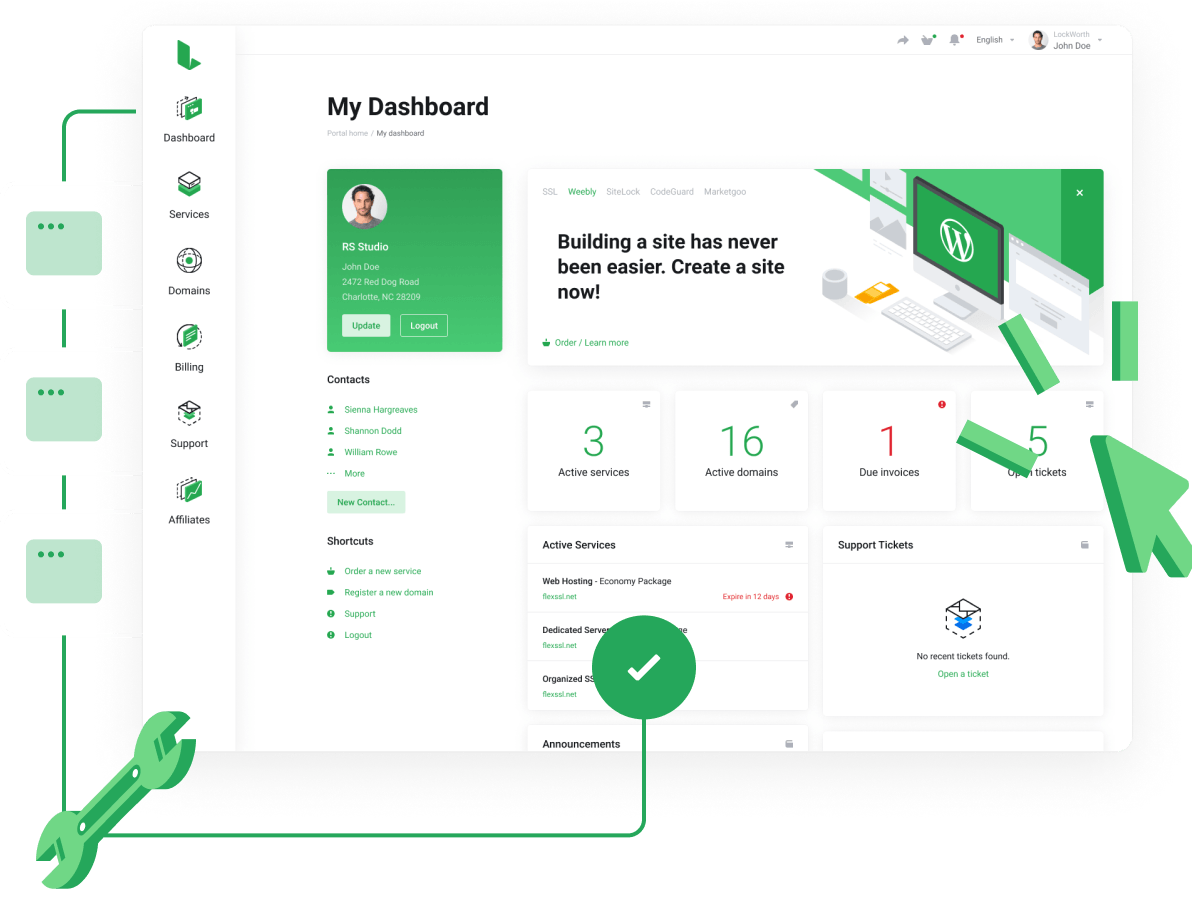 English
LockWorth
John Doe
My Dashboard
Portal home / My dashboard
Dashboard
Services
Domains
Billing
Support
Affiliates
RS Studio
John Doe
2472 Red Dog Road
Charlotte, NC 28209
Update
Logout
SSL Weebly SiteLock CodeGuard Marketgoo
Building a site has never
been easier. Create a site
now!
Order / Learn more
Contacts
Sienna Hargreaves
Shannon Dodd
William Rowe
More
New Contact...
Shortcuts
Order a new service
Register a new domain
Support
Logout
3
Active services
16
Active domains
1
Due invoices
5
tickets
Active Services
Web Hosting - Economy Package
flexssl.net
Expire in 12 days
Dedicated Server
flexssl.net
Organized
flexssl.net
Support Tickets
No recent tickets found.
Open a ticket
Announcements